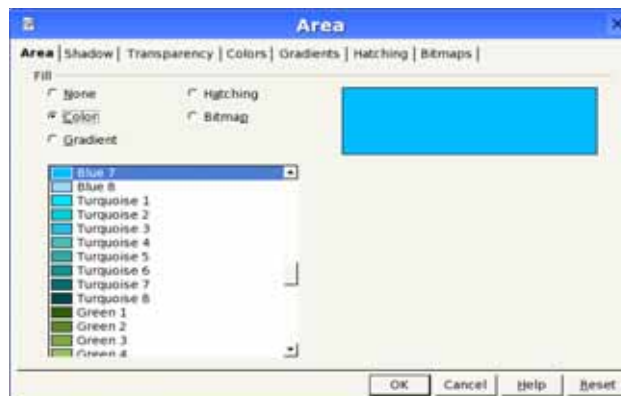 Area
Area | Shadow | Transparency | Colors | Gradients | Hatching | Bitmaps |
Fill
None
Hatching
Color
Bitmap
Gradient
Blue 7
Blue 8
Turquoise 1
Turquoise 2
Turquoise 3
Turquoise 4
Turquoise 5
Turquoise 6
Turquoise 7
Turquoise 8
Green 1
Green 2
Green 3
Green 4
OK Cancel Help Reset